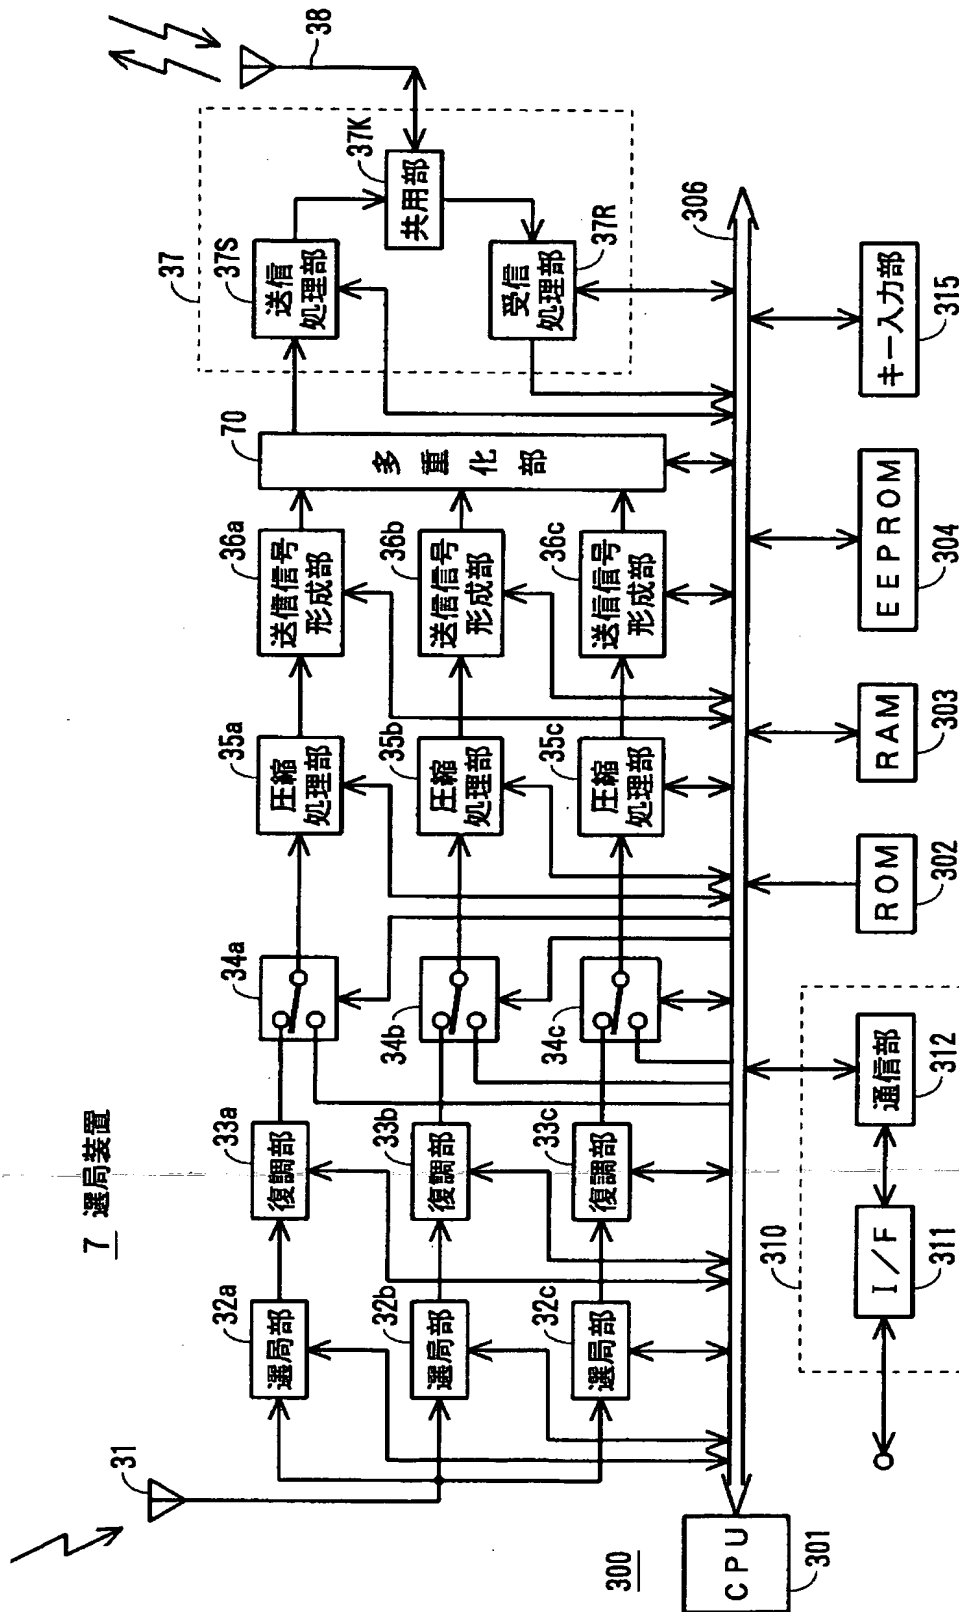 7 選局装置
31
32a
選局部
33a
復調部
34a
35a
圧縮
処理部
36a
送信信号
形成部
70
多重化部
37
37S
送信
処理部
37K
共用部
38
32b
選局部
33b
復調部
34b
35b
圧縮
処理部
36b
送信信号
形成部
32c
選局部
33c
復調部
34c
35c
圧縮
処理部
36c
送信信号
形成部
受信
処理部
37R
306
300
CPU
301
310
I/F
311
通信部
312
ROM
302
RAM
303
EEPROM
304
キー入力部
315